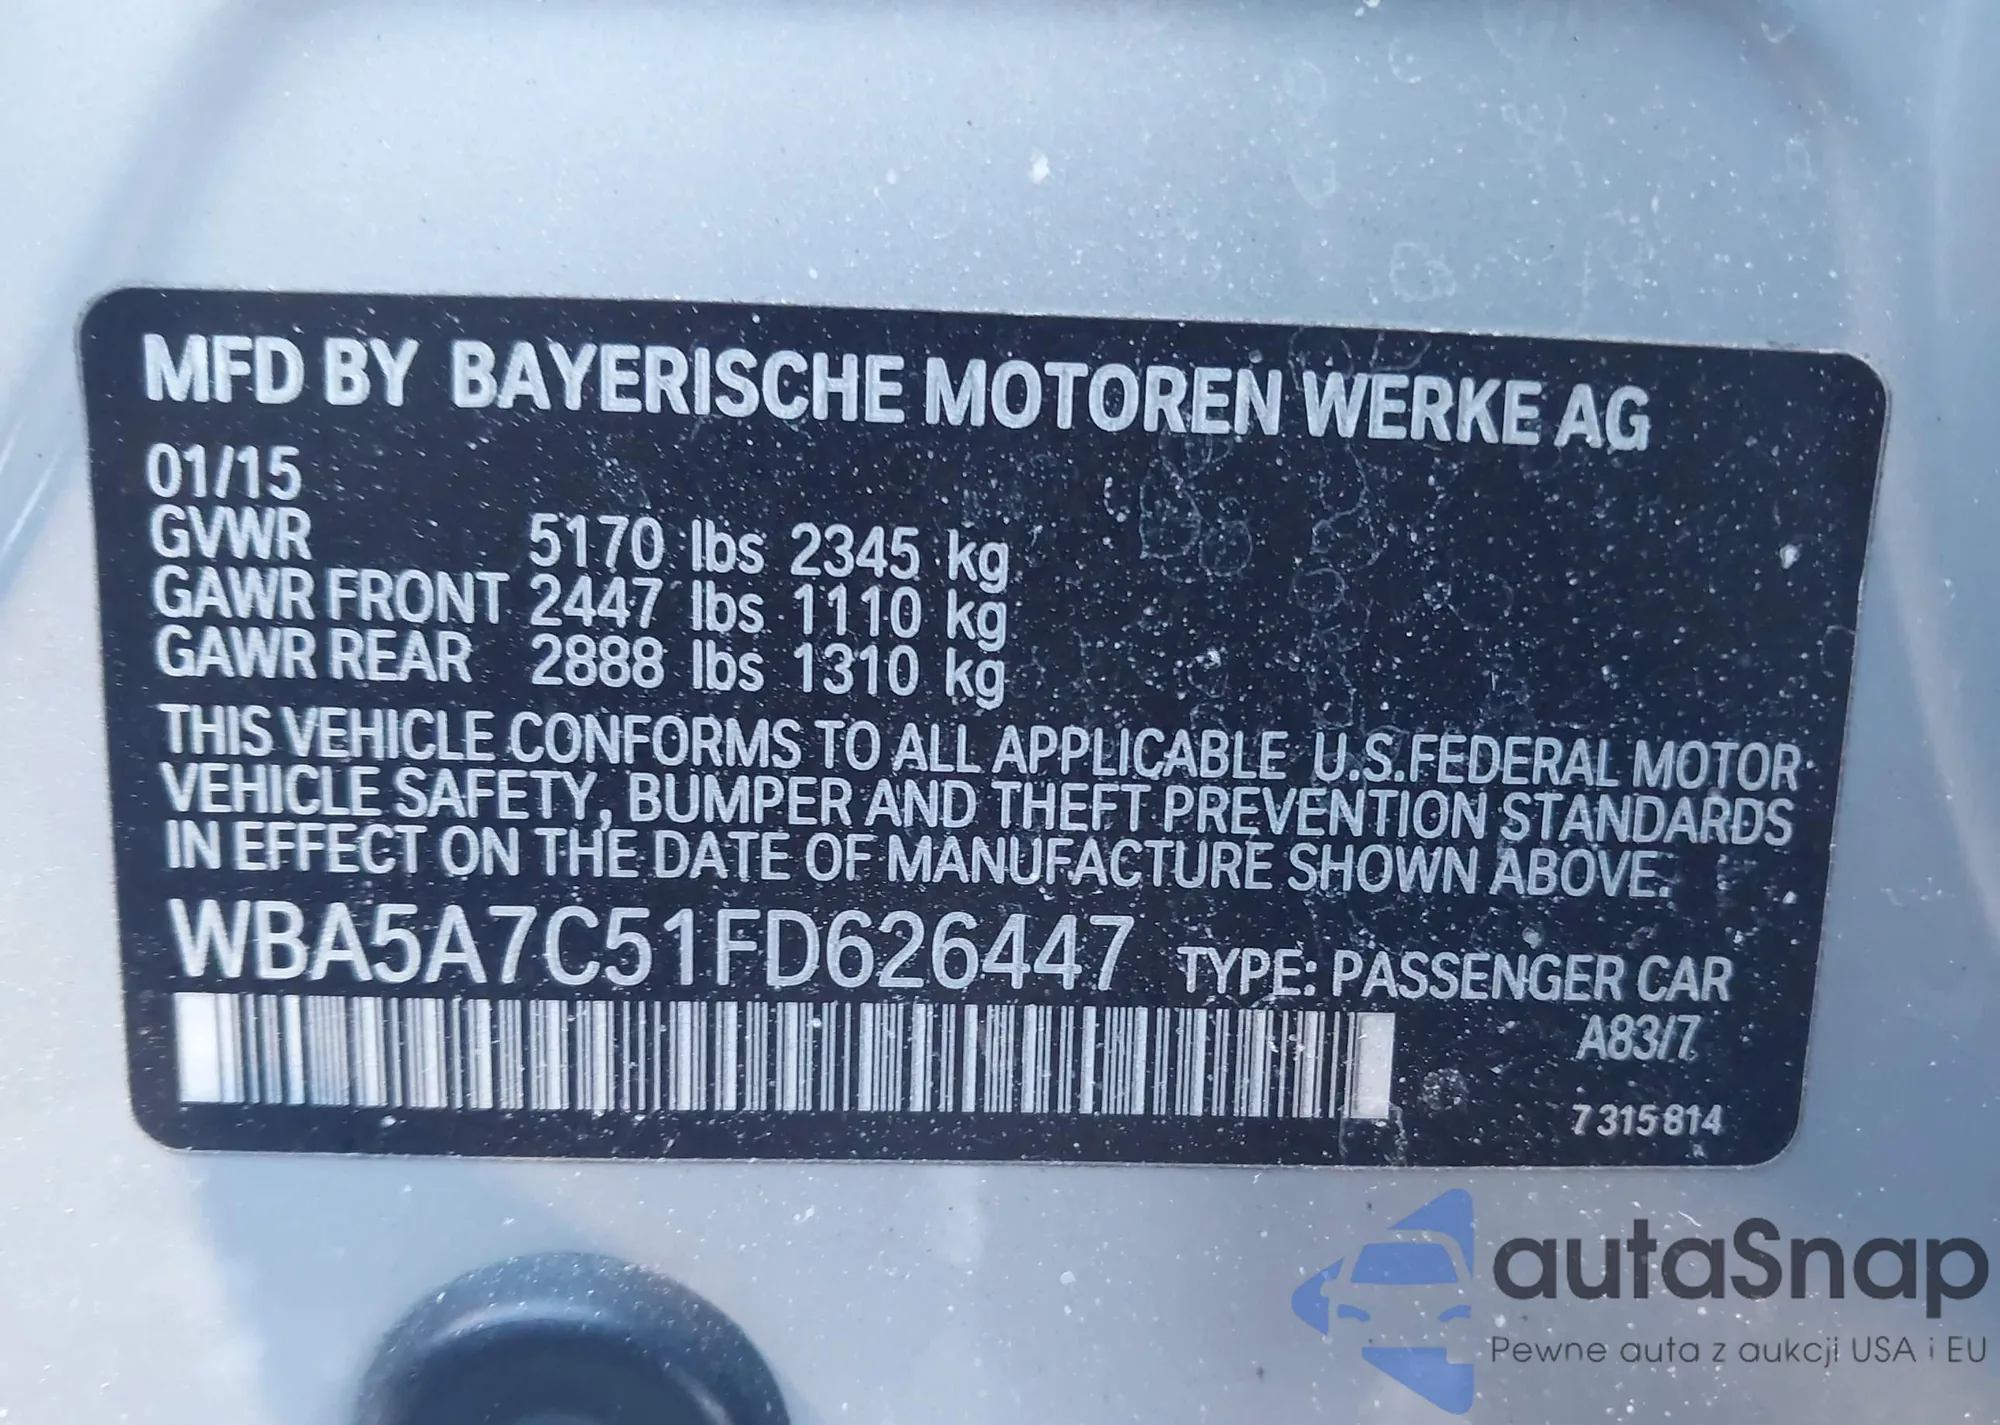 MFD BY BAYERISCHE MOTOREN WERKE AG
01/15
GVWR 5170 lbs 2345 kg
GAWR FRONT 2447 lbs 1110 kg
GAWR REAR 2888 lbs 1310 kg
THIS VEHICLE CONFORMS TO ALL APPLICABLE U.S.FEDERAL MOTOR
VEHICLE SAFETY, BUMPER AND THEFT PREVENTION STANDARDS
IN EFFECT ON THE DATE OF MANUFACTURE SHOWN ABOVE.
WBA5A7C51FD626447 TYPE: PASSENGER CAR
A83/7
7 315 814
autaSnap
Pewne auta z aukcji USA i EU